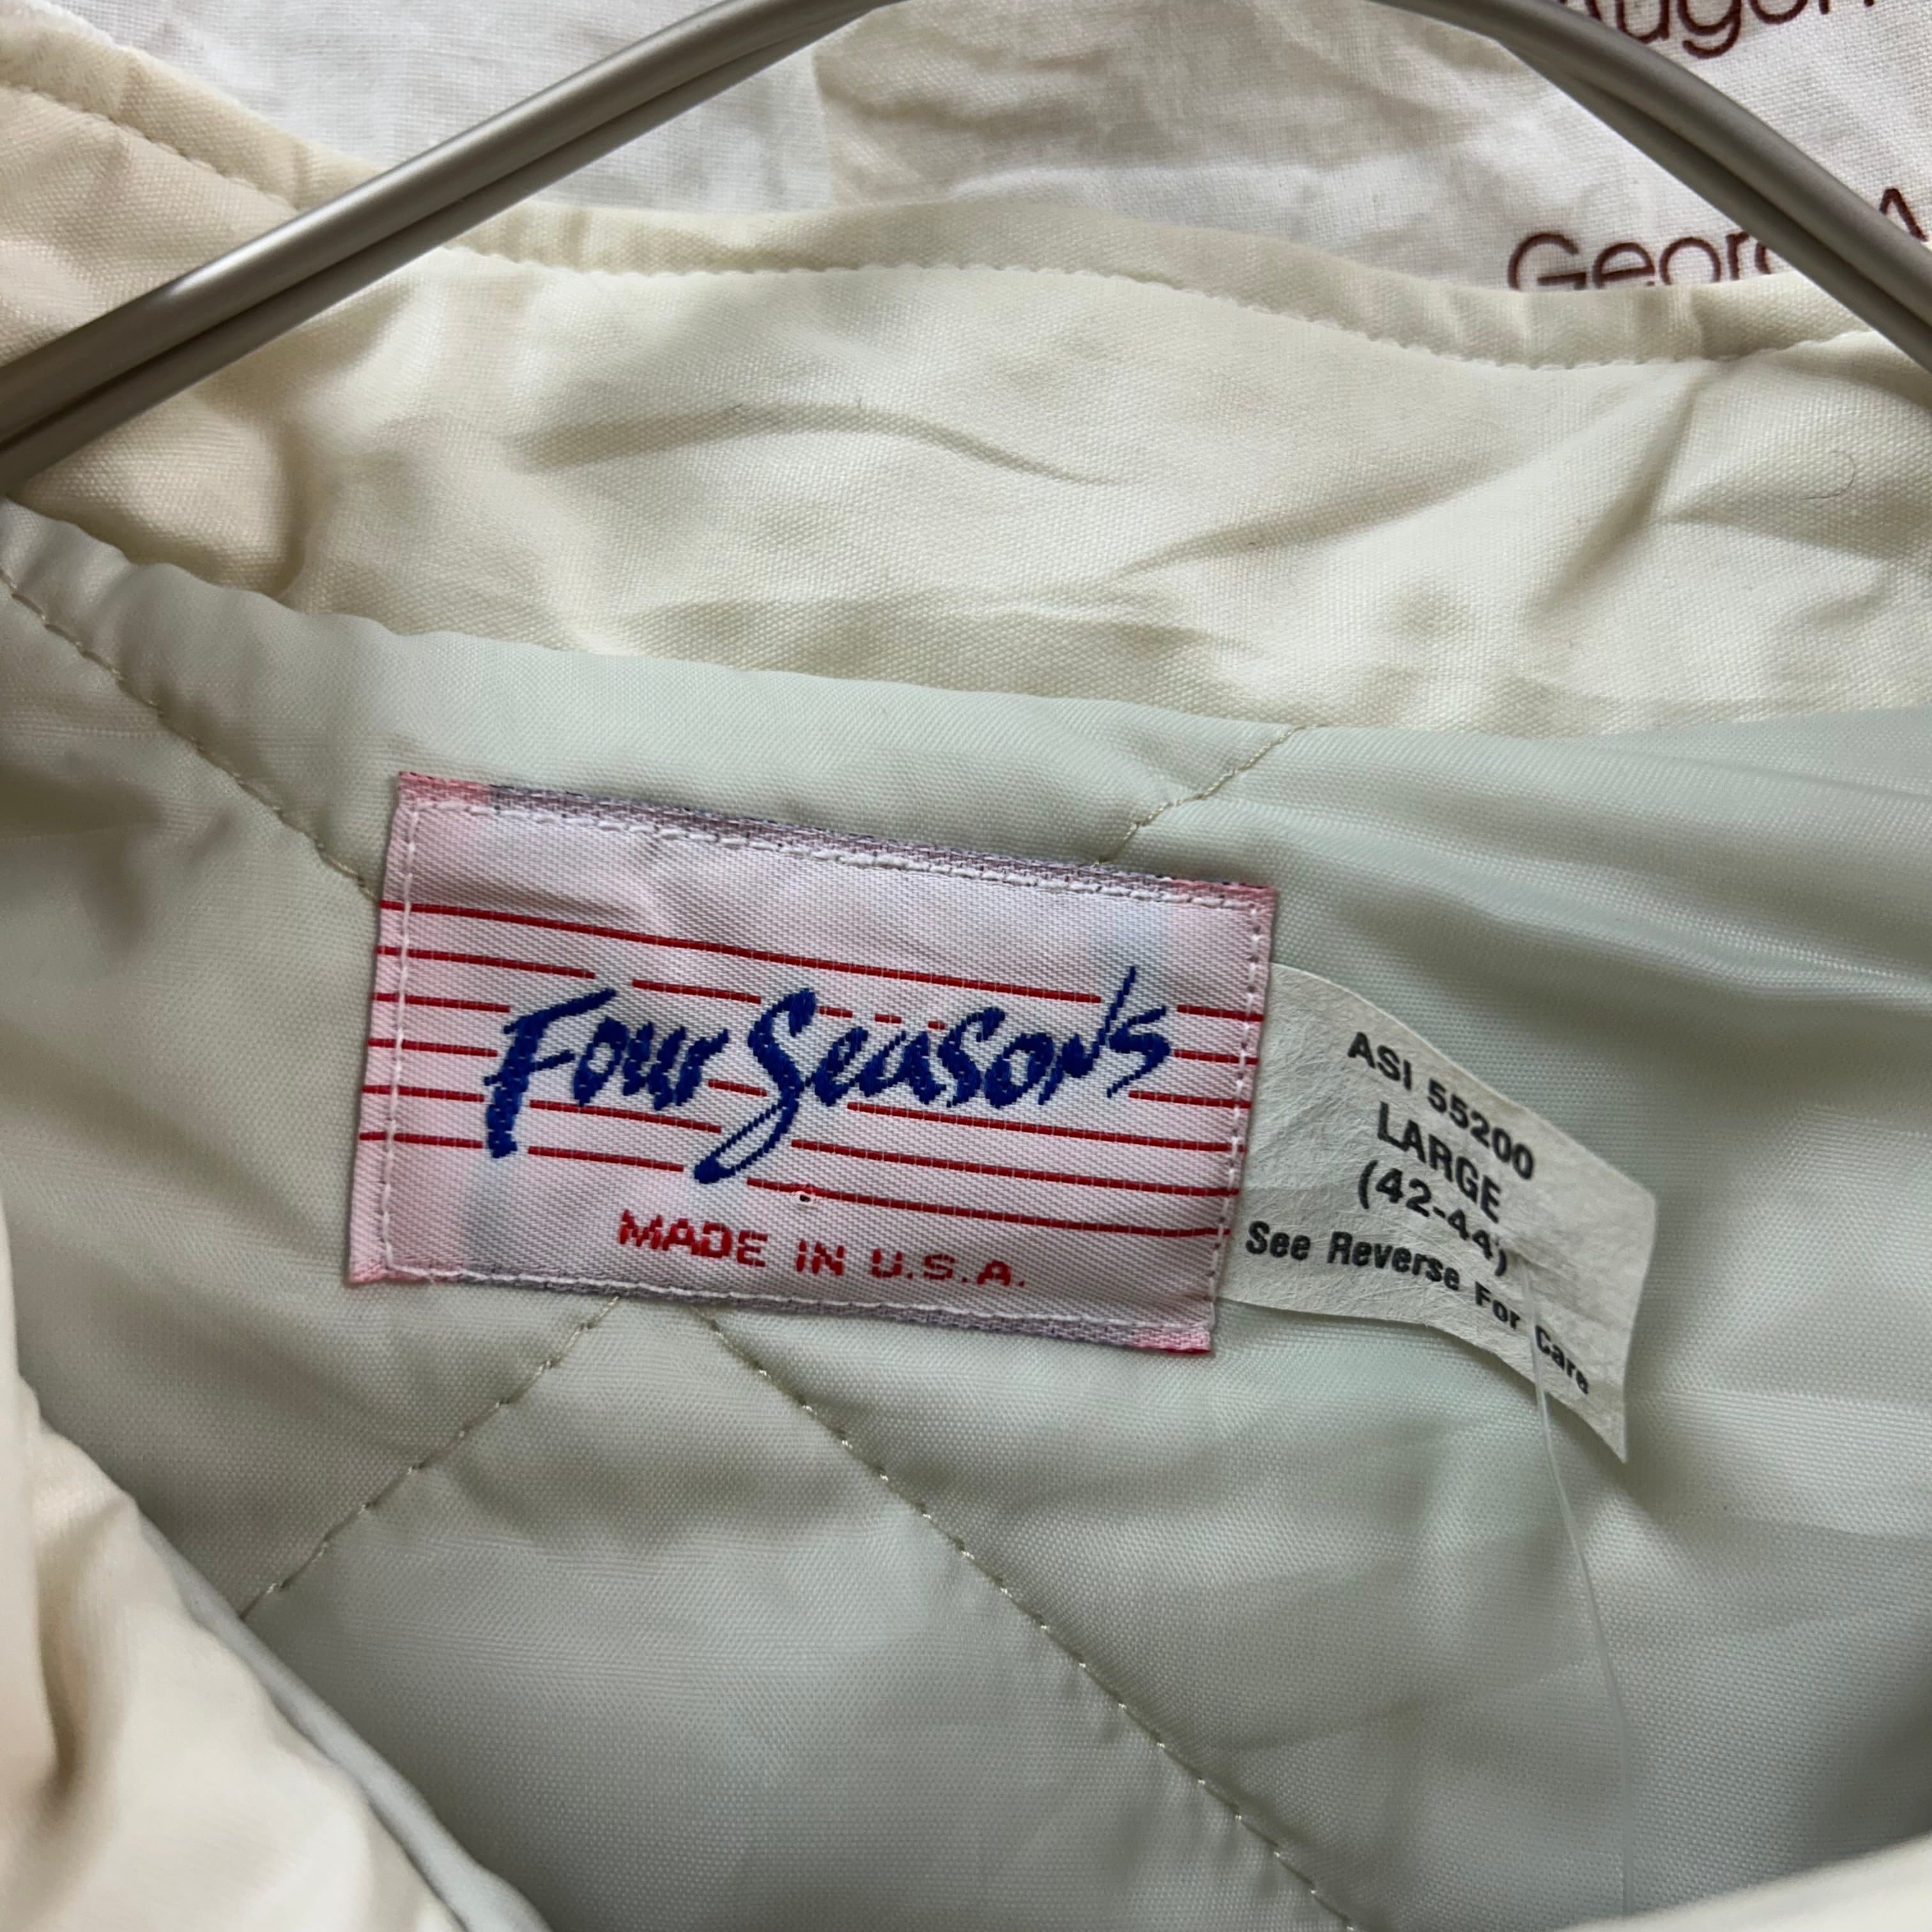 Four Seasons
MADE IN U.S.A.
ASI 55200
LARGE
(42-44)
See Reverse For Care